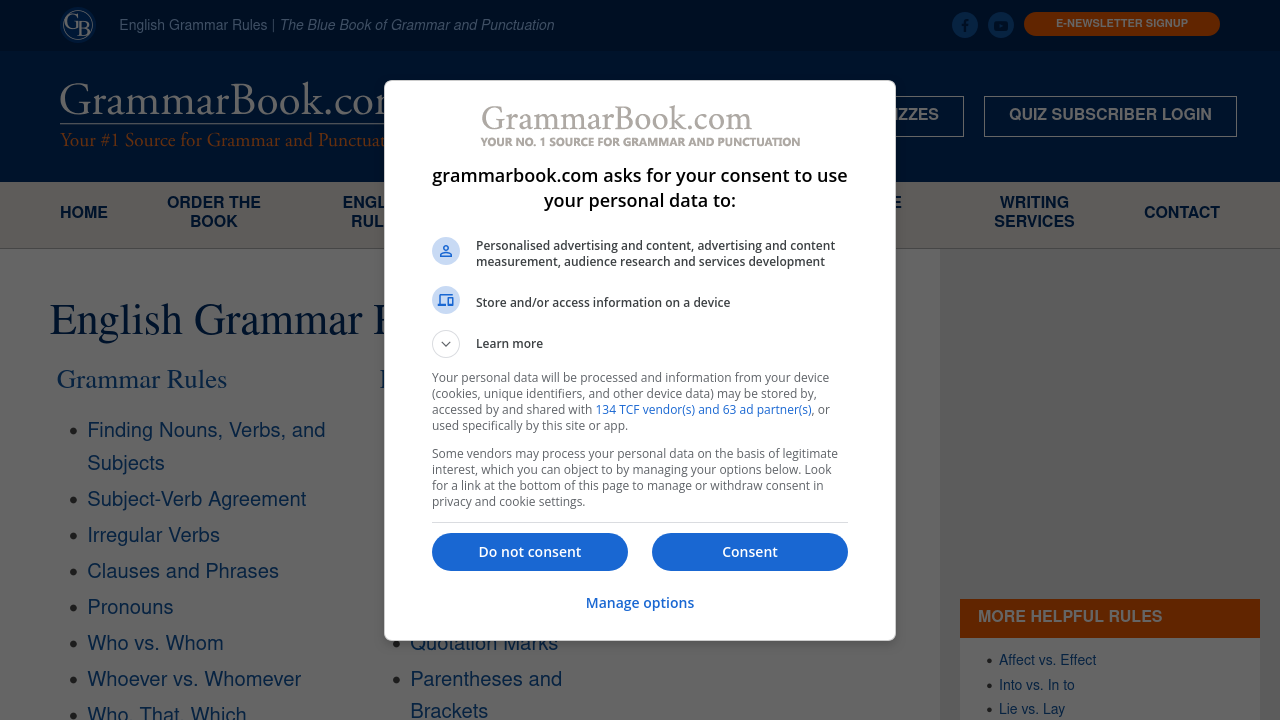 GB
English Grammar Rules | The Blue Book of Grammar and Punctuation
E-NEWSLETTER SIGNUP
GrammarBook.com
Your #1 Source for Grammar and Punctuat
IZZES
QUIZ SUBSCRIBER LOGIN
HOME
ORDER THE
BOOK
ENGL
RUL
E
WRITING
SERVICES
CONTACT
English Grammar R
Grammar Rules
Finding Nouns, Verbs, and
Subjects
Subject-Verb Agreement
Irregular Verbs
Clauses and Phrases
Pronouns
Who vs. Whom
Whoever vs. Whomever
Who, That, Which
Quotation Marks
Parentheses and
Brackets
GrammarBook.com
YOUR NO. 1 SOURCE FOR GRAMMAR AND PUNCTUATION
grammarbook.com asks for your consent to use
your personal data to:
Personalised advertising and content, advertising and content
measurement, audience research and services development
Store and/or access information on a device
Learn more
Your personal data will be processed and information from your device
(cookies, unique identifiers, and other device data) may be stored by,
accessed by and shared with 134 TCF vendor(s) and 63 ad partner(s), or
used specifically by this site or app.
Some vendors may process your personal data on the basis of legitimate
interest, which you can object to by managing your options below. Look
for a link at the bottom of this page to manage or withdraw consent in
privacy and cookie settings.
Do not consent
Consent
Manage options
MORE HELPFUL RULES
Affect vs. Effect
Into vs. In to
Lie vs. Lay